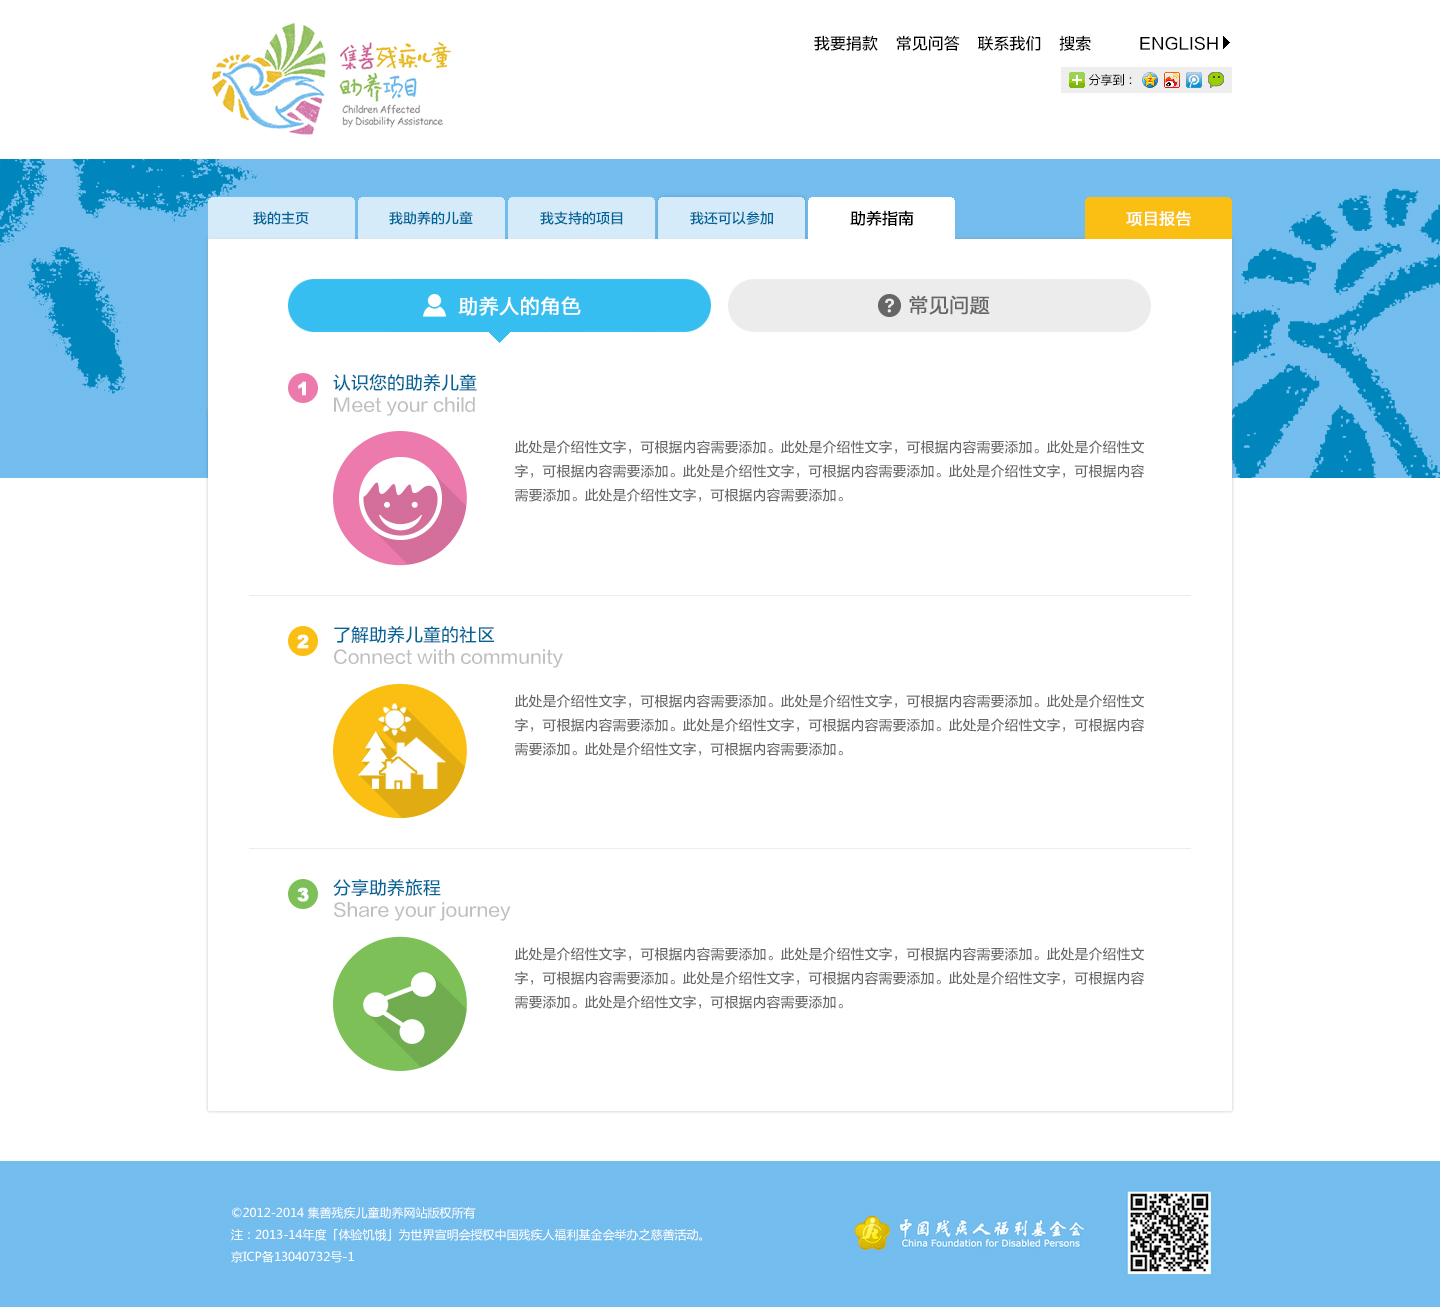 集善残疾儿童
助养项目
Children Affected
by Disability Assistance
我要捐款 常见问答 联系我们 搜索 ENGLISH
分享到：
我的主页 我助养的儿童 我支持的项目 我还可以参加 助养指南 项目报告
助养人的角色 ? 常见问题
1 认识您的助养儿童
Meet your child
此处是介绍性文字，可根据内容需要添加。此处是介绍性文字，可根据内容需要添加。此处是介绍性文
字，可根据内容需要添加。此处是介绍性文字，可根据内容需要添加。此处是介绍性文字，可根据内容
需要添加。此处是介绍性文字，可根据内容需要添加。
2 了解助养儿童的社区
Connect with community
此处是介绍性文字，可根据内容需要添加。此处是介绍性文字，可根据内容需要添加。此处是介绍性文
字，可根据内容需要添加。此处是介绍性文字，可根据内容需要添加。此处是介绍性文字，可根据内容
需要添加。此处是介绍性文字，可根据内容需要添加。
3 分享助养旅程
Share your journey
此处是介绍性文字，可根据内容需要添加。此处是介绍性文字，可根据内容需要添加。此处是介绍性文
字，可根据内容需要添加。此处是介绍性文字，可根据内容需要添加。此处是介绍性文字，可根据内容
需要添加。此处是介绍性文字，可根据内容需要添加。
©2012-2014 集善残疾儿童助养网站版权所有
注：2013-14年度「体验饥饿」为世界宣明会授权中国残疾人福利基金会举办之慈善活动。
京ICP备13040732号-1
中国残疾人福利基金会
China Foundation for Disabled Persons